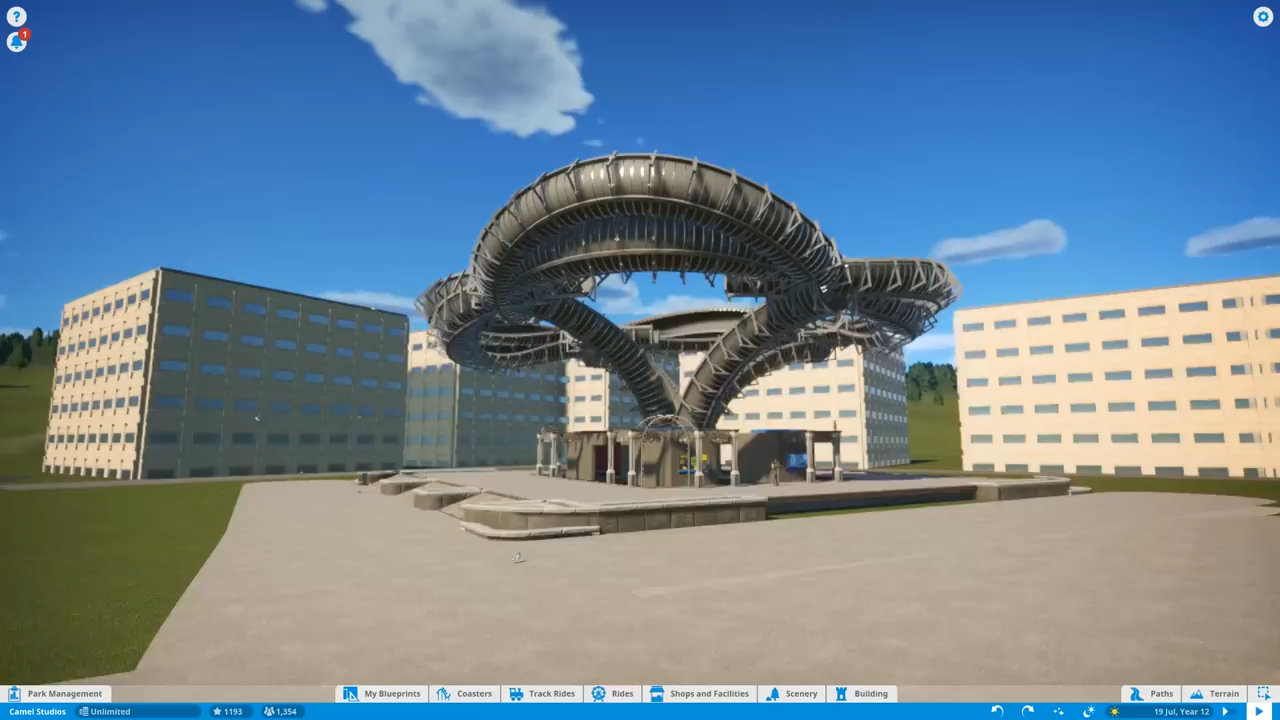 ?
1
Park Management
My Blueprints
Coasters
Track Rides
Rides
Shops and Facilities
Scenery
Building
Paths
Terrain
Camel Studios
Unlimited
1193
1,354
19 Jul, Year 12